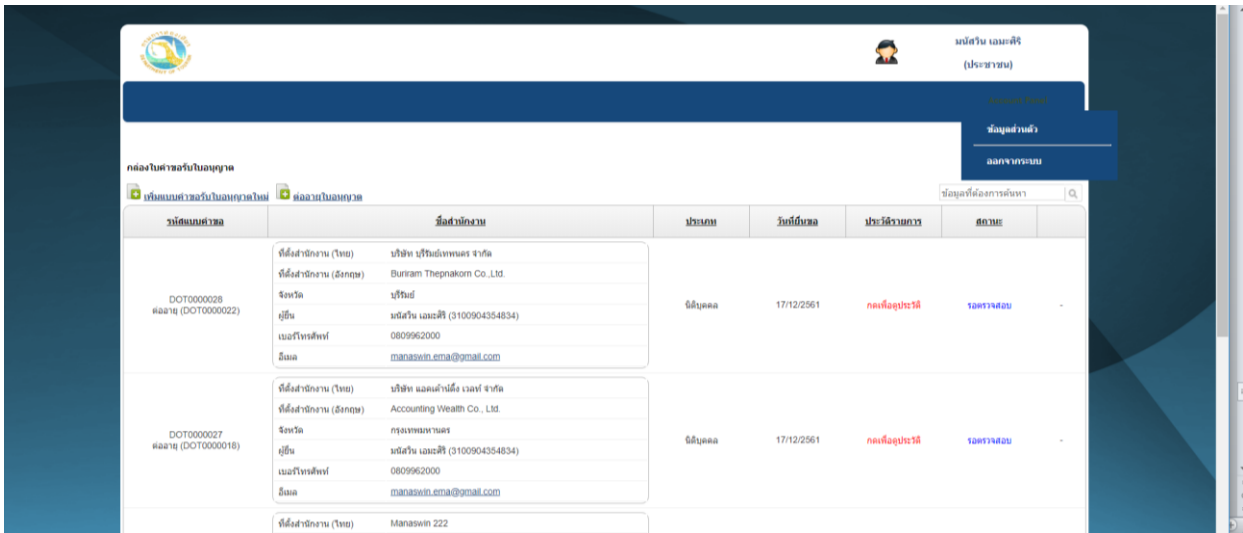 มนัสวิน เอมะศิริ
(ประชาชน)
ข้อมูลส่วนตัว
ออกจากระบบ
กล่องใบคำขอรับใบอนุญาต
เพิ่มแบบคำขอรับใบอนุญาตใหม่ ต่ออายุใบอนุญาต ข้อมูลที่ต้องการค้นหา
รหัสแบบคำขอ ชื่อสำนักงาน ประเภท วันที่ยื่นขอ ประวัติรายการ สถานะ
ที่ตั้งสำนักงาน (ไทย) บริษัท บุรีรัมย์เทพนคร จำกัด
ที่ตั้งสำนักงาน (อังกฤษ) Buriram Thepnakorn Co.,Ltd.
จังหวัด บุรีรัมย์
DOT0000028
ต่ออายุ (DOT0000022) นิติบุคคล 17/12/2561 กดเพื่อดูประวัติ รอตรวจสอบ -
ผู้ยื่น มนัสวิน เอมะศิริ (3100904354834)
เบอร์โทรศัพท์ 0809962000
อีเมล manaswin.ema@gmail.com
ที่ตั้งสำนักงาน (ไทย) บริษัท แอคเค้าน์ติ้ง เวลท์ จำกัด
ที่ตั้งสำนักงาน (อังกฤษ) Accounting Wealth Co., Ltd.
จังหวัด กรุงเทพมหานคร
DOT0000027
ต่ออายุ (DOT0000018) นิติบุคคล 17/12/2561 กดเพื่อดูประวัติ รอตรวจสอบ -
ผู้ยื่น มนัสวิน เอมะศิริ (3100904354834)
เบอร์โทรศัพท์ 0809962000
อีเมล manaswin.ema@gmail.com
ที่ตั้งสำนักงาน (ไทย) Manaswin 222